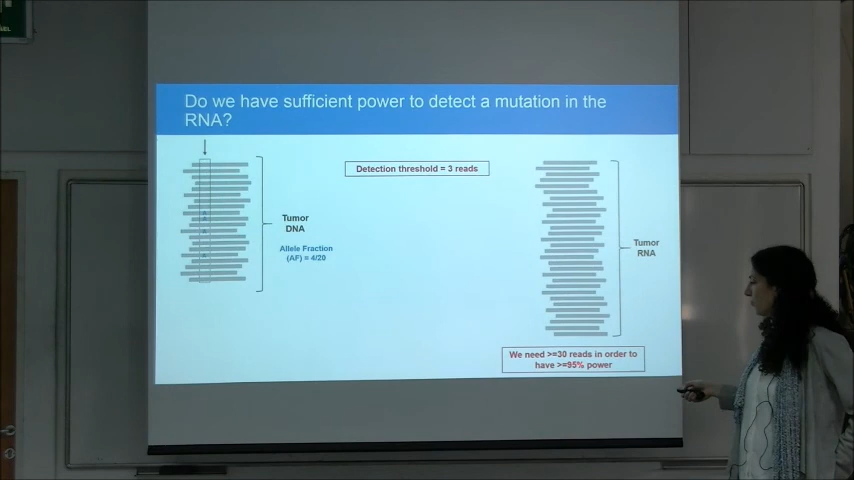 Do we have sufficient power to detect a mutation in the
RNA?
Detection threshold = 3 reads
Tumor
DNA
Allele Fraction
(AF) = 4/20
Tumor
RNA
We need >=30 reads in order to
have >=95% power